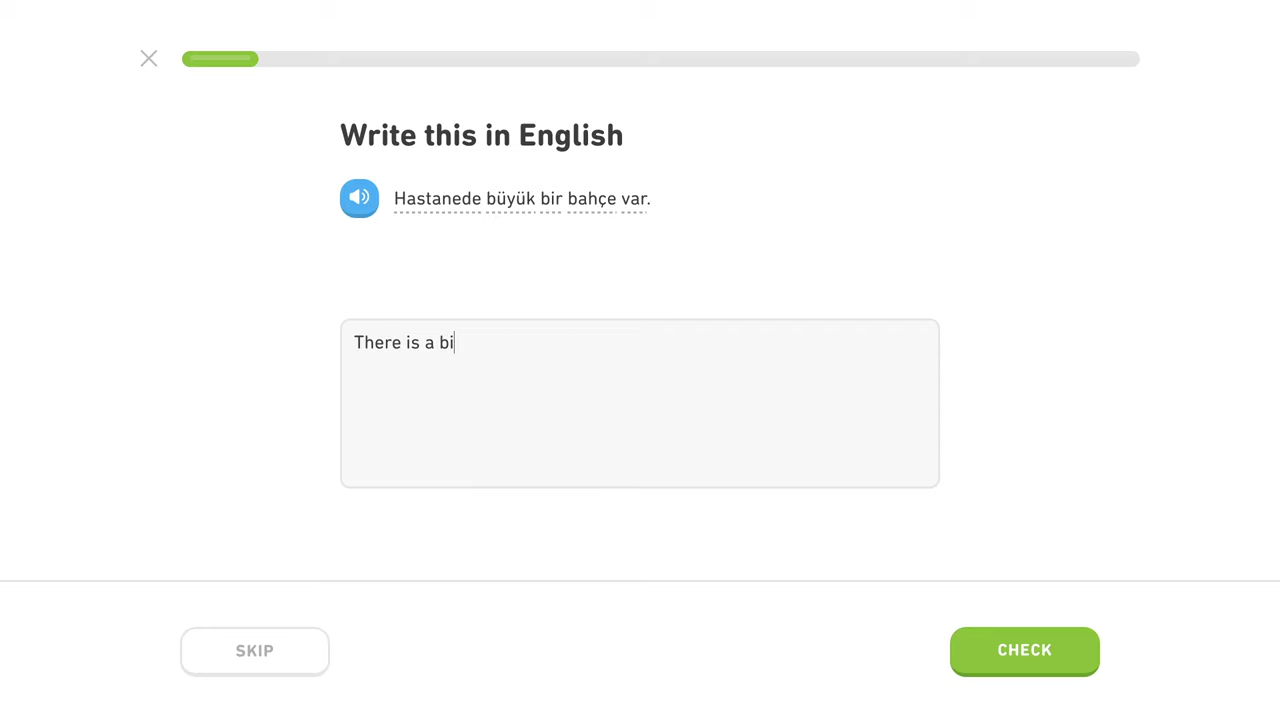 Write this in English
Hastanede büyük bir bahçe var.
There is a bi
SKIP
CHECK